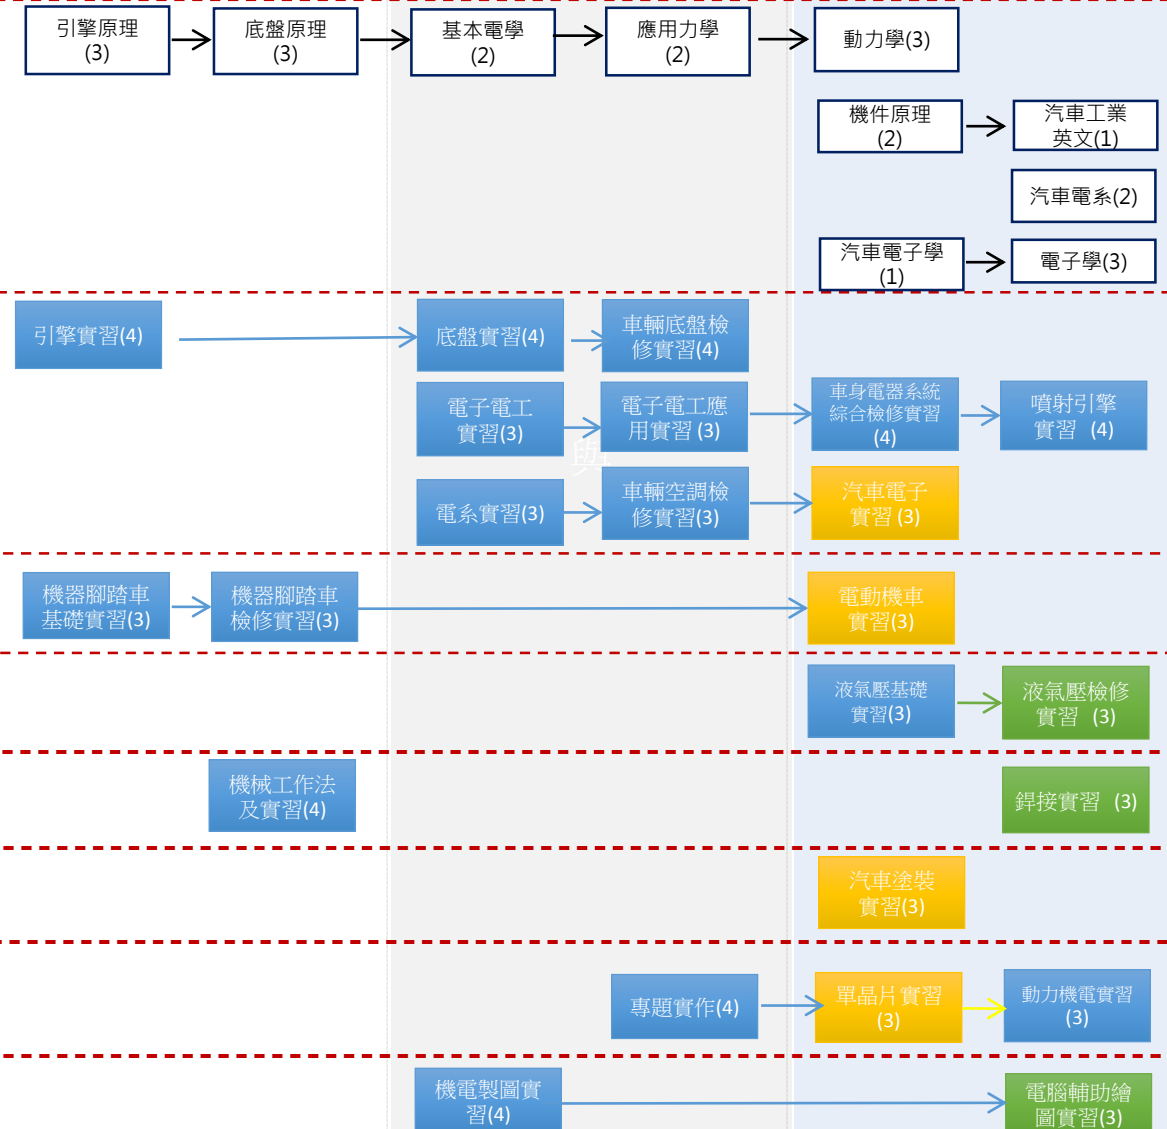 引擎原理
(3)
底盤原理
(3)
基本電學
(2)
應用力學
(2)
動力學(3)
機件原理
(2)
汽車工業
英文(1)
汽車電系(2)
汽車電子學
(1)
電子學(3)
引擎實習(4)
底盤實習(4)
車輛底盤檢
修實習(4)
電子電工
實習(3)
電子電工應
用實習 (3)
車身電器系統
綜合檢修實習
(4)
噴射引擎
實習 (4)
與
電系實習(3)
車輛空調檢
修實習(3)
汽車電子
實習 (3)
機器腳踏車
基礎實習(3)
機器腳踏車
檢修實習(3)
電動機車
實習(3)
液氣壓基礎
實習(3)
液氣壓檢修
實習 (3)
機械工作法
及實習(4)
銲接實習 (3)
汽車塗裝
實習(3)
專題實作(4)
單晶片實習
(3)
動力機電實習
(3)
機電製圖實
習(4)
電腦輔助繪
圖實習(3)